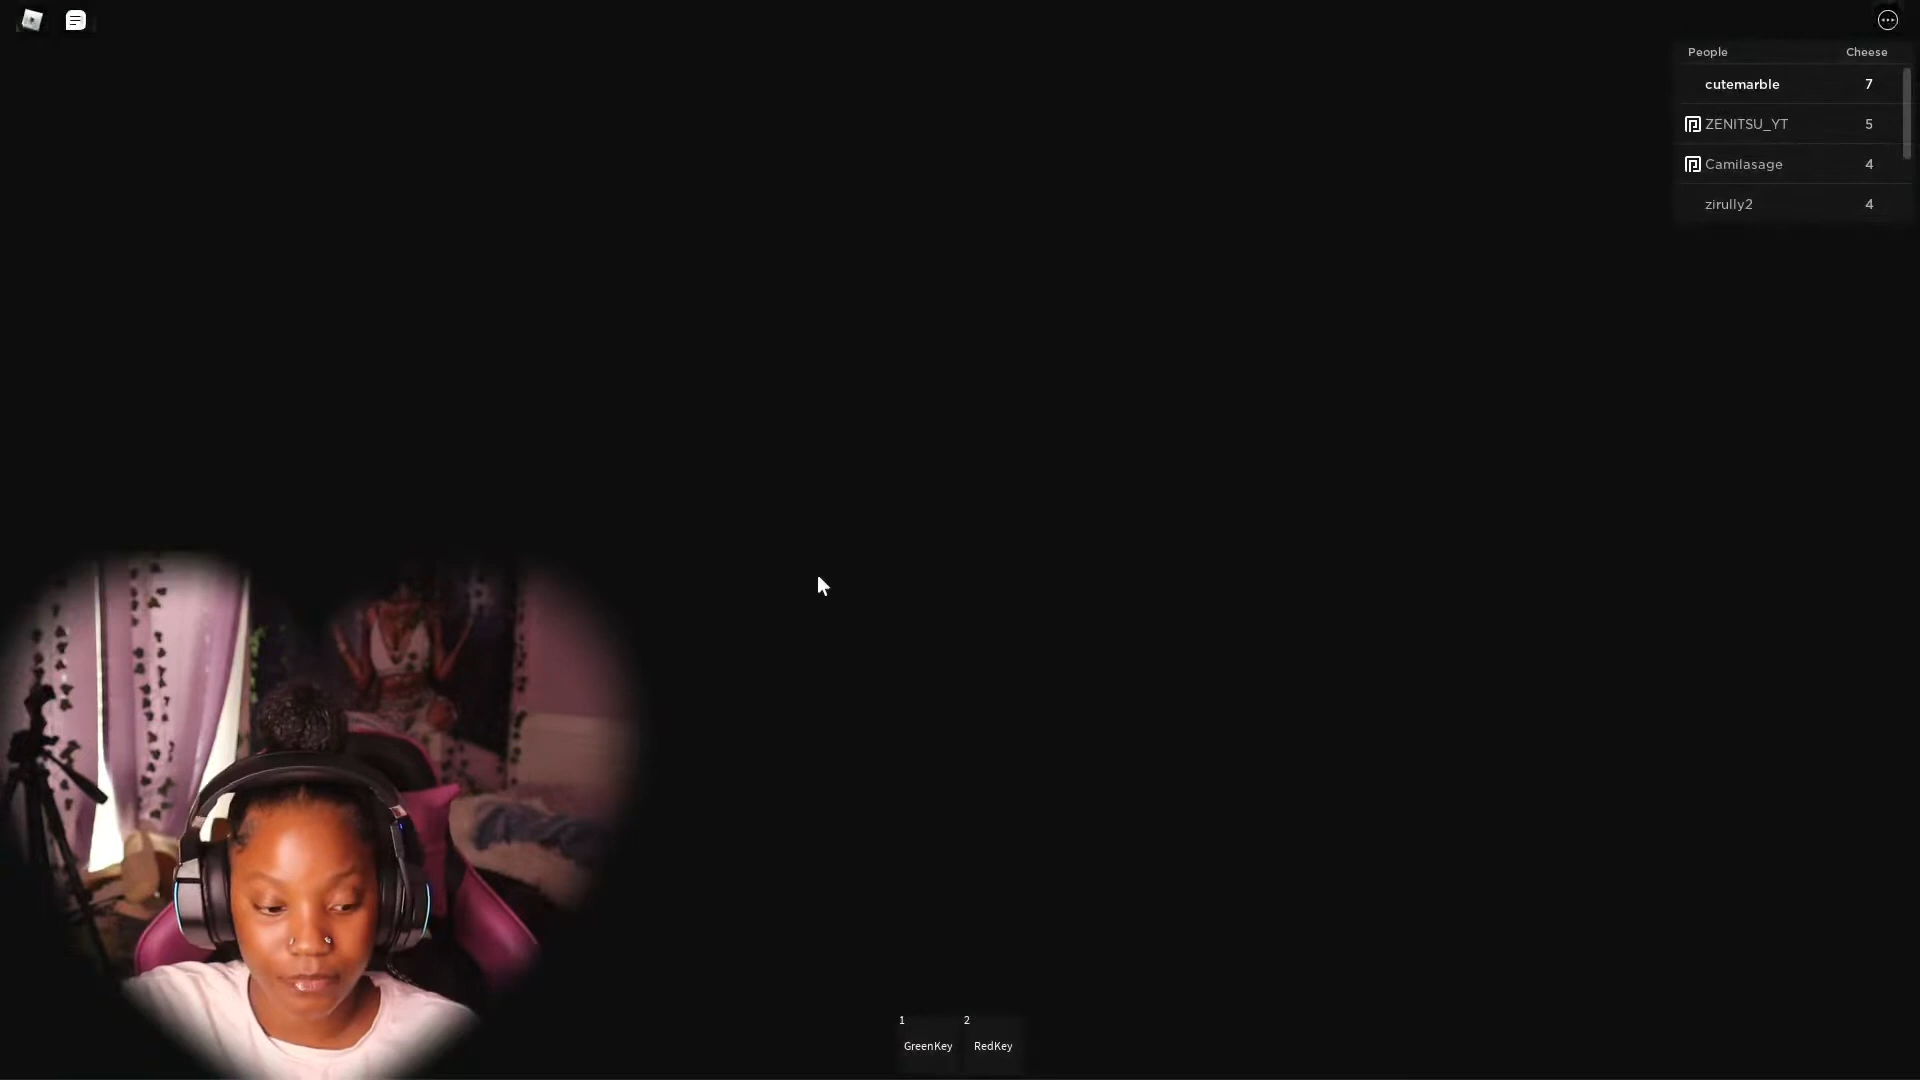 People Cheese
cutemarble 7
ZENITSU_YT 5
Camilasage 4
zirully2 4
1 2
GreenKey RedKey